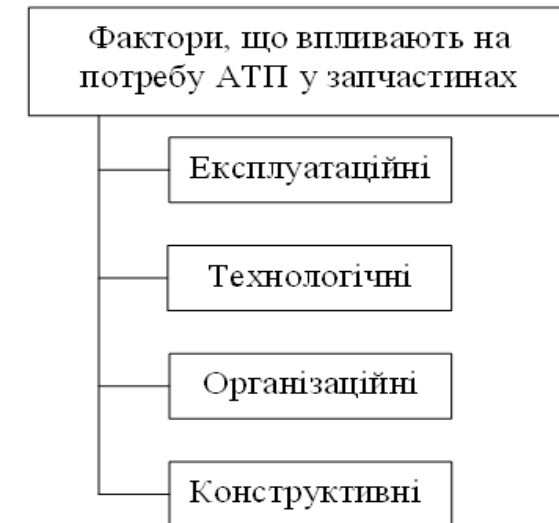 Фактори, що впливають на
потребу АТП у запчастинах
Експлуатаційні
Технологічні
Організаційні
Конструктивні